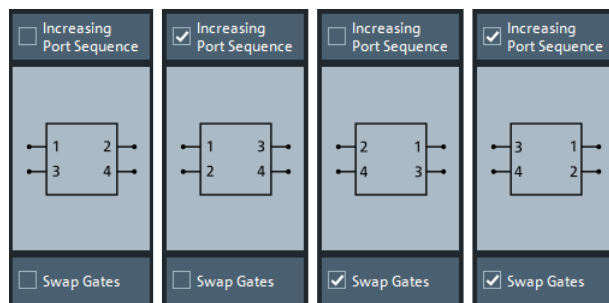 Increasing
Port Sequence
1 2
3 4
Swap Gates
Increasing
Port Sequence
1 3
2 4
Swap Gates
Increasing
Port Sequence
2 1
4 3
Swap Gates
Increasing
Port Sequence
3 1
4 2
Swap Gates